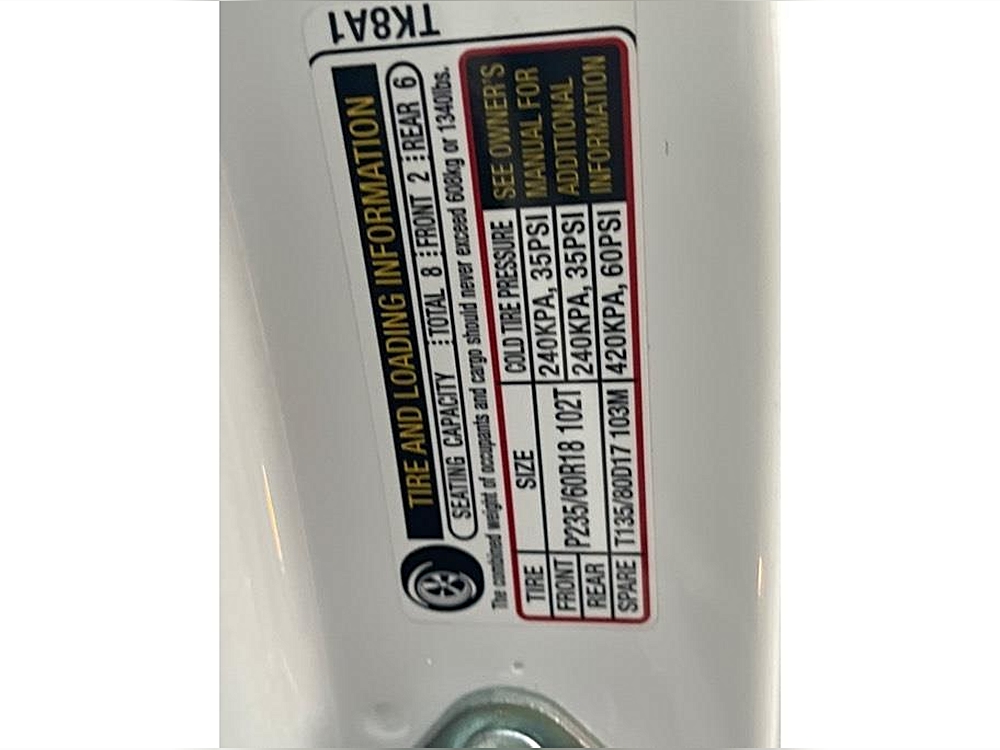 TK8A1
TIRE AND LOADING INFORMATION
SEATING CAPACITY TOTAL 8 FRONT 2 REAR 6
The combined weight of occupants and cargo should never exceed 608kg or 1340lbs.
TIRE SIZE COLD TIRE PRESSURE
FRONT P235/60R18 102T 240KPA, 35PSI
REAR 240KPA, 35PSI
SPARE T135/80D17 103M 420KPA, 60PSI
SEE OWNER'S
MANUAL FOR
ADDITIONAL
INFORMATION